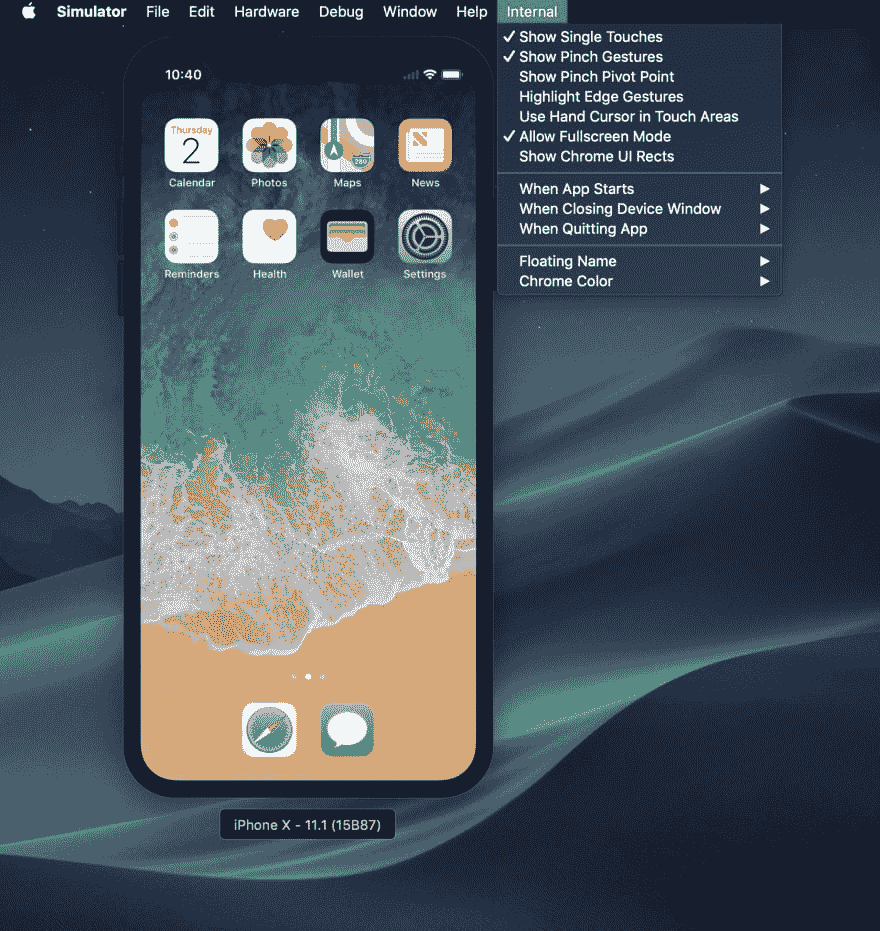 Simulator File Edit Hardware Debug Window Help Internal
✓ Show Single Touches
✓ Show Pinch Gestures
Show Pinch Pivot Point
Highlight Edge Gestures
Use Hand Cursor in Touch Areas
✓ Allow Fullscreen Mode
Show Chrome UI Rects
When App Starts ▶
When Closing Device Window ▶
When Quitting App ▶
Floating Name ▶
Chrome Color ▶
10:40
Thursday
2
280
Calendar Photos Maps News
Reminders Health Wallet Settings
iPhone X - 11.1 (15B87)